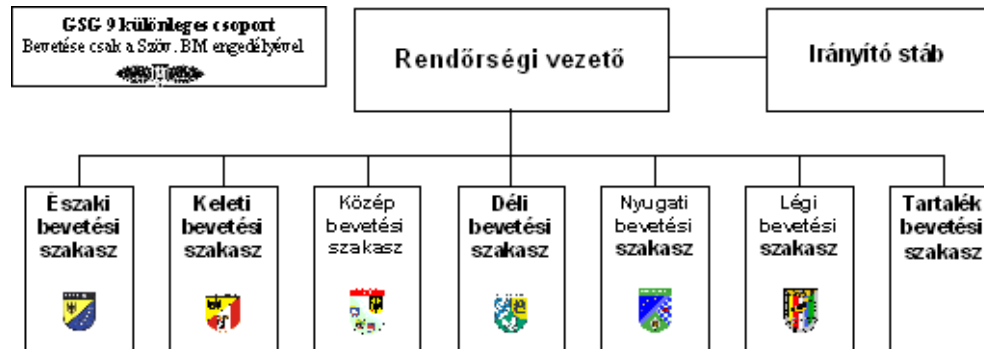 GSG 9 különleges csoport
Bevetése csak a Szöv. BM engedélyével
Rendőrségi vezető
Irányító stáb
Északi
bevetési
szakasz
Keleti
bevetési
szakasz
Közép
bevetési
szakasz
Déli
bevetési
szakasz
Nyugati
bevetési
szakasz
Légi
bevetési
szakasz
Tartalék
bevetési
szakasz